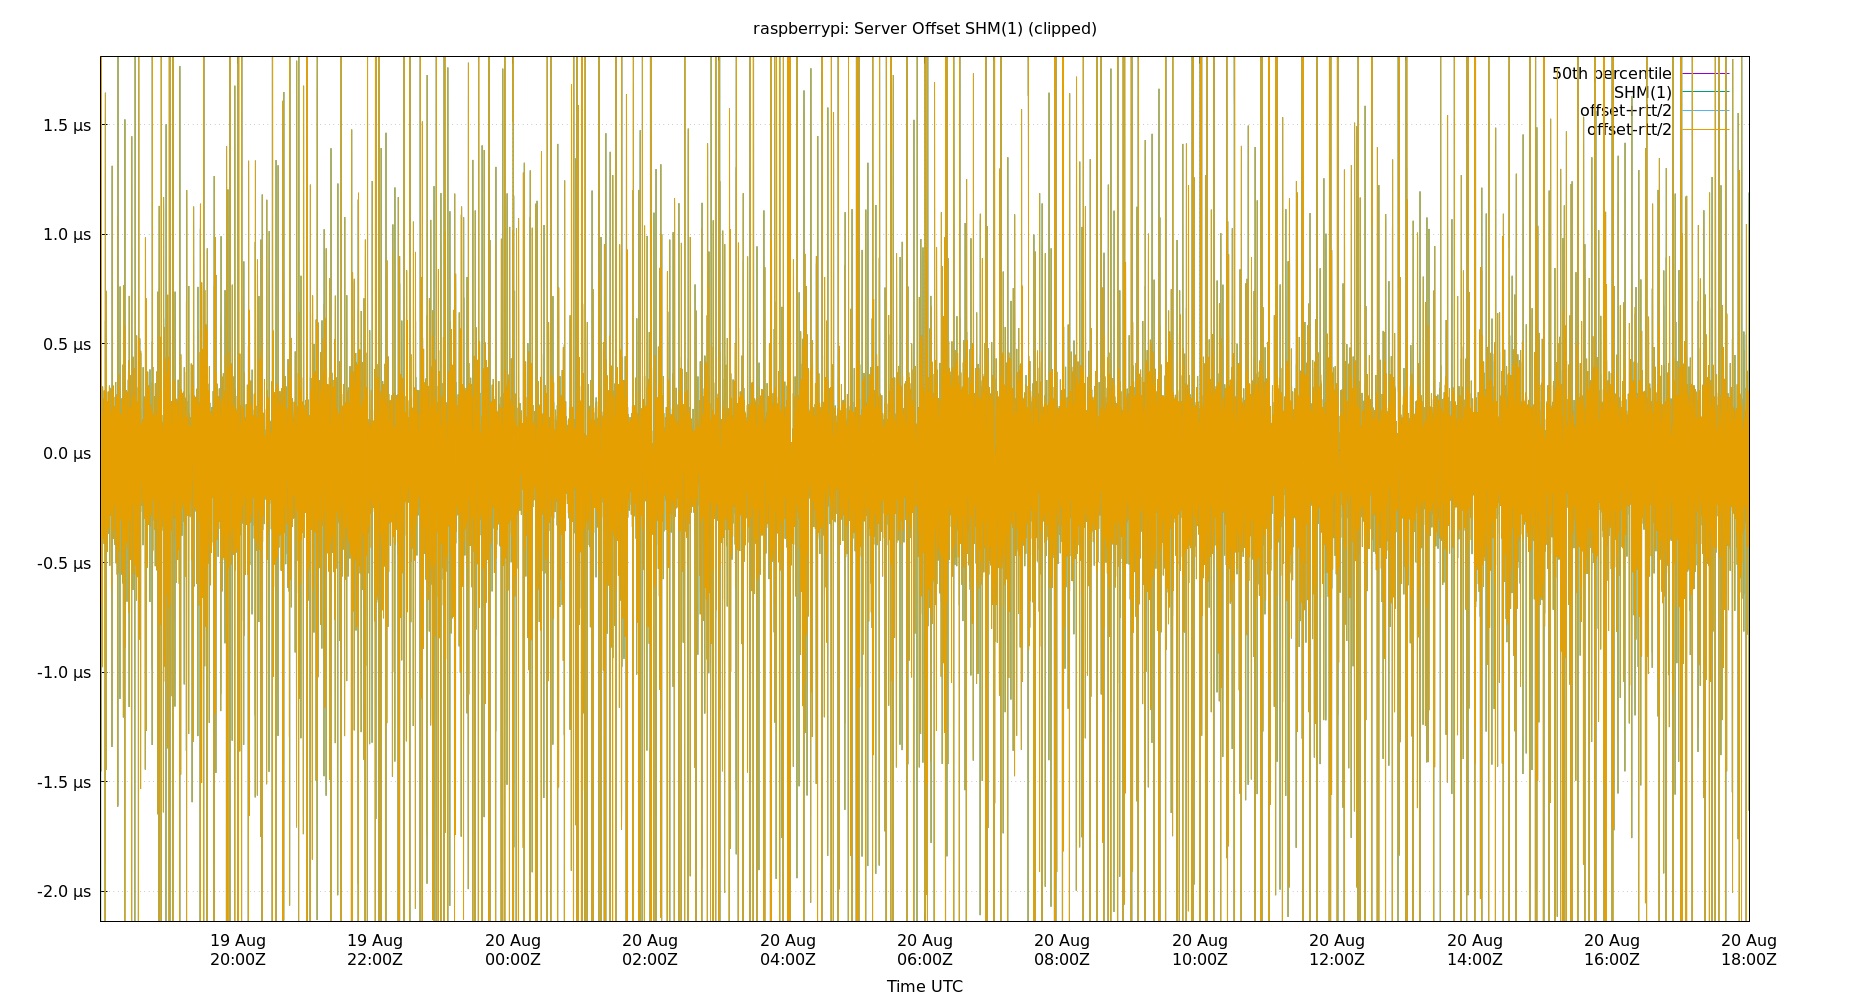 raspberrypi: Server Offset SHM(1) (clipped)
50th percentile
SHM(1)
offset+rtt/2
offset-rtt/2
1.5 µs
1.0 µs
0.5 µs
0.0 µs
-0.5 µs
-1.0 µs
-1.5 µs
-2.0 µs
19 Aug 19 Aug 20 Aug 20 Aug 20 Aug 20 Aug 20 Aug 20 Aug 20 Aug 20 Aug 20 Aug 20 Aug
20:00Z 22:00Z 00:00Z 02:00Z 04:00Z 06:00Z 08:00Z 10:00Z 12:00Z 14:00Z 16:00Z 18:00Z
Time UTC